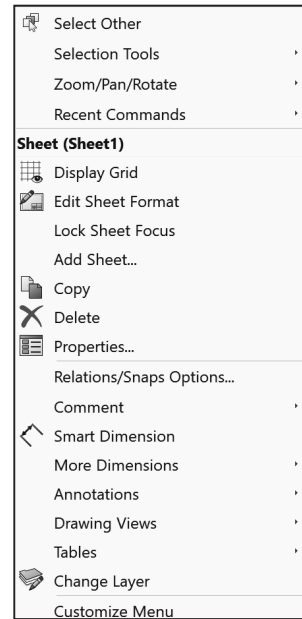 Select Other
Selection Tools
Zoom/Pan/Rotate
Recent Commands
Sheet (Sheet1)
Display Grid
Edit Sheet Format
Lock Sheet Focus
Add Sheet...
Copy
Delete
Properties...
Relations/Snaps Options...
Comment
Smart Dimension
More Dimensions
Annotations
Drawing Views
Tables
Change Layer
Customize Menu